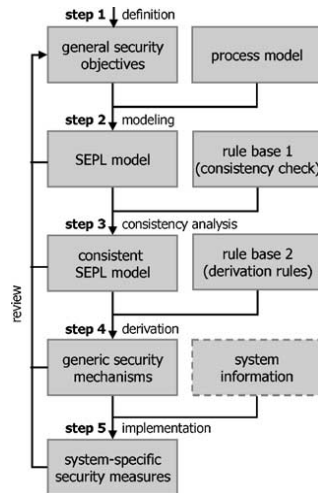 step 1 definition
general security
objectives
process model
step 2 modeling
SEPL model
rule base 1
(consistency check)
step 3 consistency analysis
consistent
SEPL model
rule base 2
(derivation rules)
step 4 derivation
generic security
mechanisms
system
information
step 5 implementation
system-specific
security measures
review